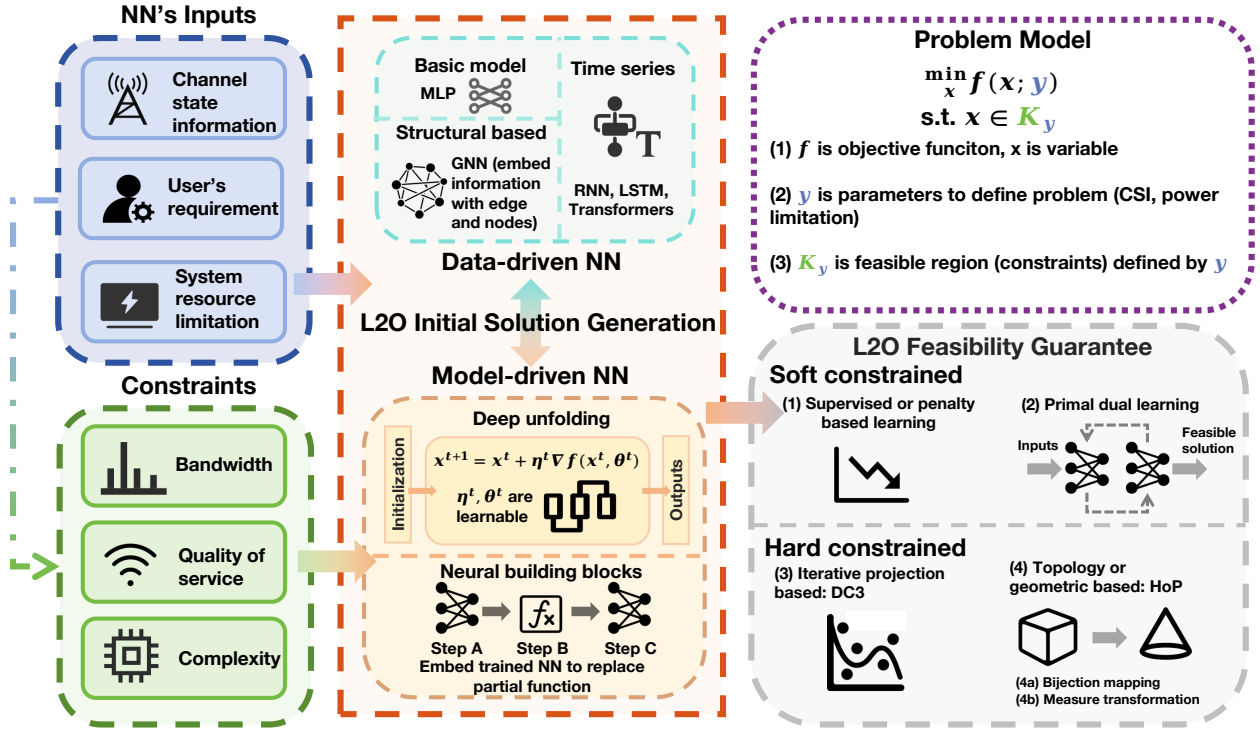 NN's Inputs
Channel
state
information
User's
requirement
System
resource
limitation
Constraints
Bandwidth
Quality of
service
Complexity
Basic model
MLP
Time series
T
RNN, LSTM,
Transformers
Structural based
GNN (embed
information
with edge
and nodes)
Data-driven NN
L2O Initial Solution Generation
Model-driven NN
Deep unfolding
Initialization
x^{t+1} = x^t + η^t ∇f(x^t, θ^t)
η^t, θ^t are
learnable
Outputs
Neural building blocks
fx
Step A Step B Step C
Embed trained NN to replace
partial function
Problem Model
min_x f(x; y)
s.t. x ∈ K_y
(1) f is objective funciton, x is variable
(2) y is parameters to define problem (CSI, power
limitation)
(3) K_y is feasible region (constraints) defined by y
L2O Feasibility Guarantee
Soft constrained
(1) Supervised or penalty
based learning
(2) Primal dual learning
Inputs
Feasible
solution
Hard constrained
(3) Iterative projection
based: DC3
(4) Topology or
geometric based: HoP
(4a) Bijection mapping
(4b) Measure transformation